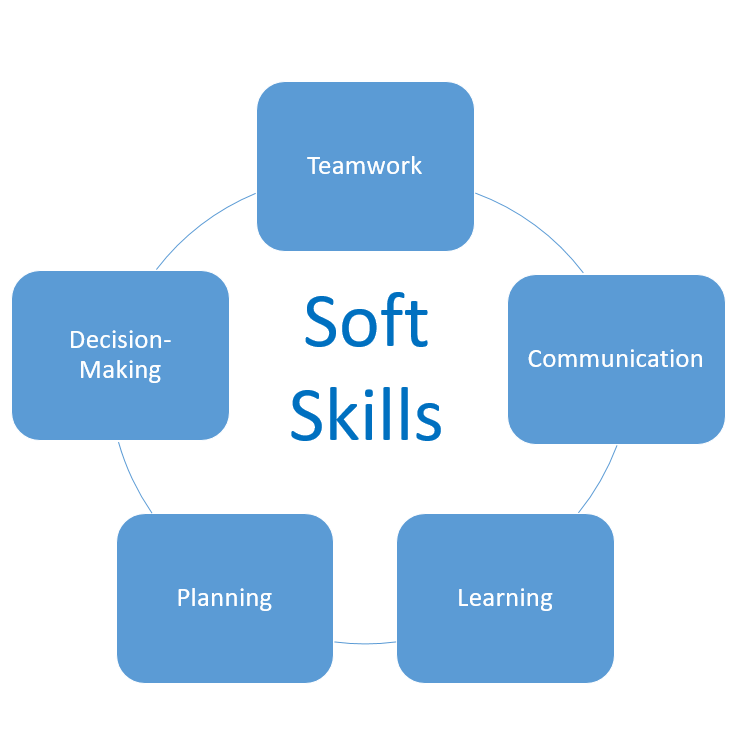 Teamwork
Soft
Skills
Decision-
Making
Communication
Planning
Learning